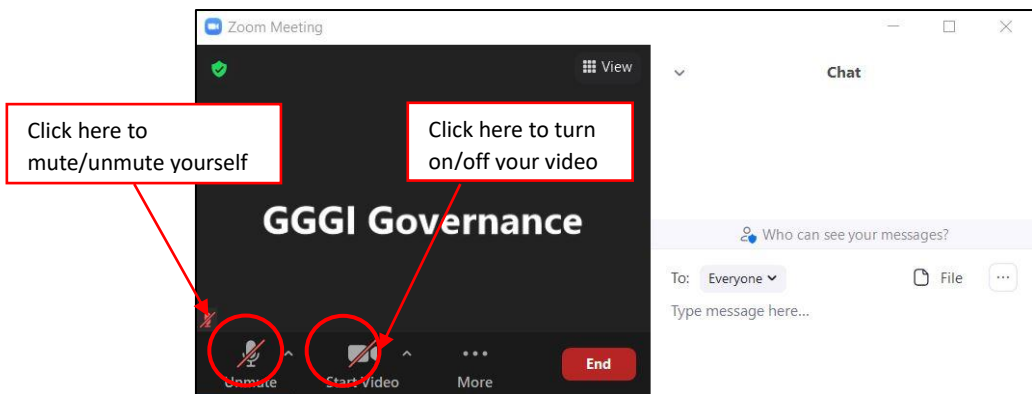 Zoom Meeting
View
Chat
Click here to
mute/unmute yourself
Click here to turn
on/off your video
GGGI Governance
Who can see your messages?
To: Everyone File ...
Type message here...
Unmute Start Video More End